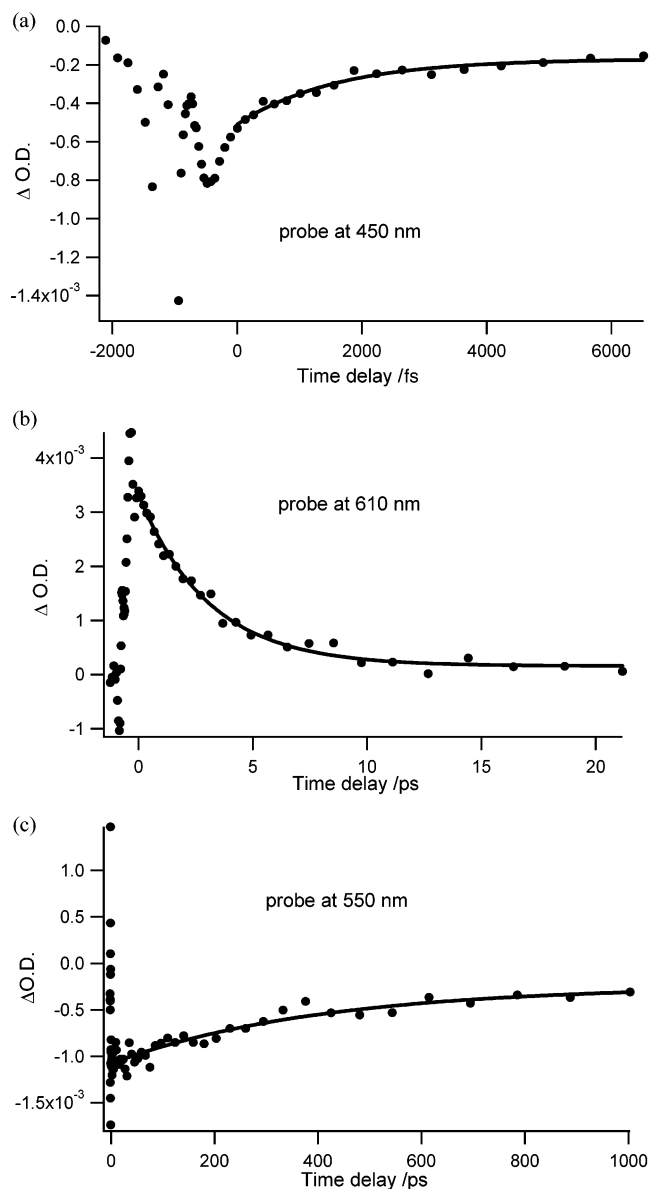 (a)
0.0
-0.2
-0.4
-0.6
-0.8
-1.0
-1.2
-1.4x10⁻³
Δ O.D.
probe at 450 nm
-2000 0 2000 4000 6000
Time delay /fs
(b)
4x10⁻³
3
2
1
0
-1
Δ O.D.
probe at 610 nm
0 5 10 15 20
Time delay /ps
(c)
1.0
0.5
0.0
-0.5
-1.0
-1.5x10⁻³
ΔO.D.
probe at 550 nm
0 200 400 600 800 1000
Time delay /ps